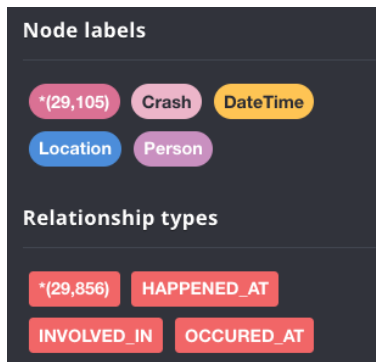 Node labels
*(29,105) Crash DateTime
Location Person
Relationship types
*(29,856) HAPPENED_AT
INVOLVED_IN OCCURED_AT